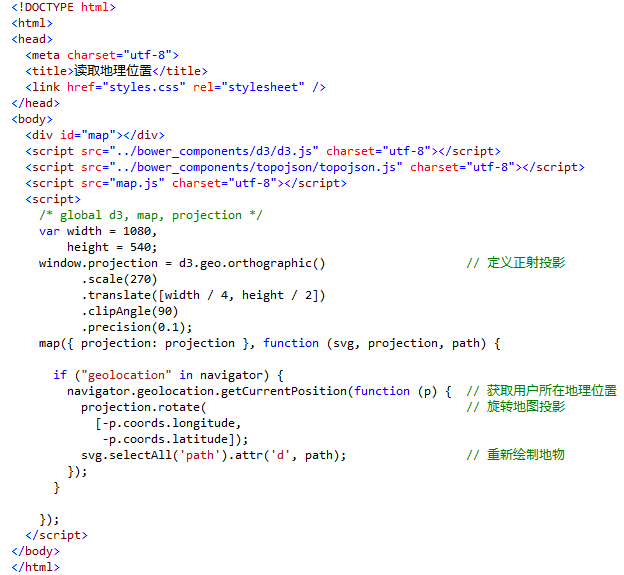 <!DOCTYPE html>
<html>
<head>
  <meta charset="utf-8">
  <title>读取地理位置</title>
  <link href="styles.css" rel="stylesheet" />
</head>
<body>
  <div id="map"></div>
  <script src="../bower_components/d3/d3.js" charset="utf-8"></script>
  <script src="../bower_components/topojson/topojson.js" charset="utf-8"></script>
  <script src="map.js" charset="utf-8"></script>
  <script>
    /* global d3, map, projection */
    var width = 1080,
        height = 540;
    window.projection = d3.geo.orthographic()                    // 定义正射投影
          .scale(270)
          .translate([width / 4, height / 2])
          .clipAngle(90)
          .precision(0.1);
    map({ projection: projection }, function (svg, projection, path) {

      if ("geolocation" in navigator) {
        navigator.geolocation.getCurrentPosition(function (p) {  // 获取用户所在地理位置
          projection.rotate(                                     // 旋转地图投影
            [-p.coords.longitude,
             -p.coords.latitude]);
          svg.selectAll('path').attr('d', path);                 // 重新绘制地物
        });
      }

    });
  </script>
</body>
</html>